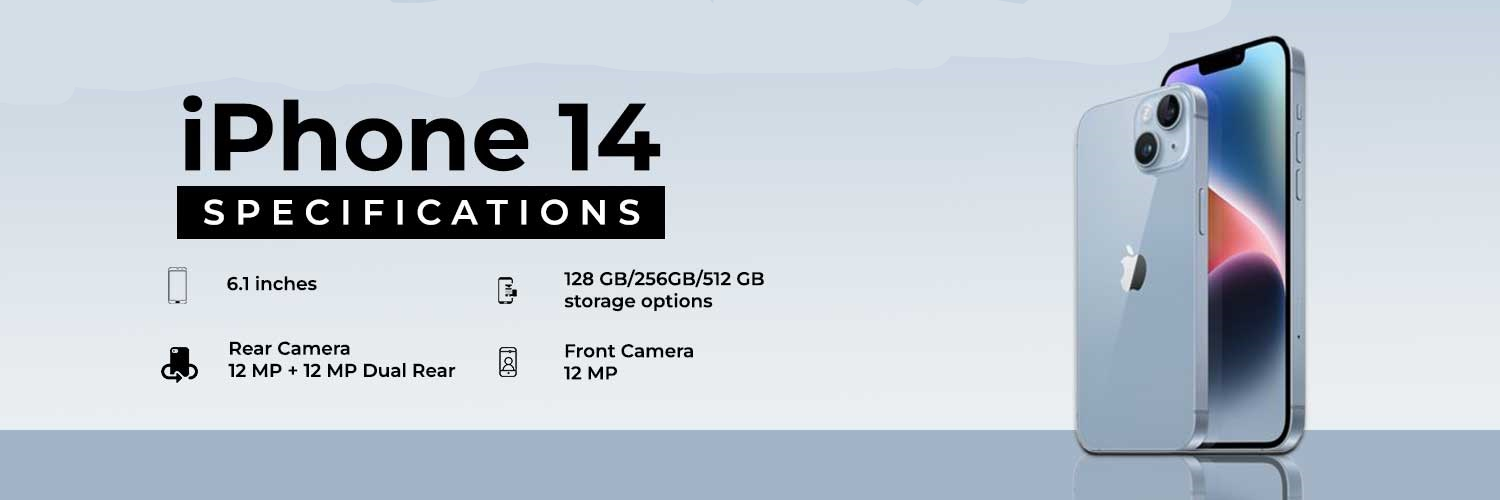 iPhone 14
SPECIFICATIONS
6.1 inches
128 GB/256GB/512 GB
storage options
Rear Camera
12 MP + 12 MP Dual Rear
Front Camera
12 MP